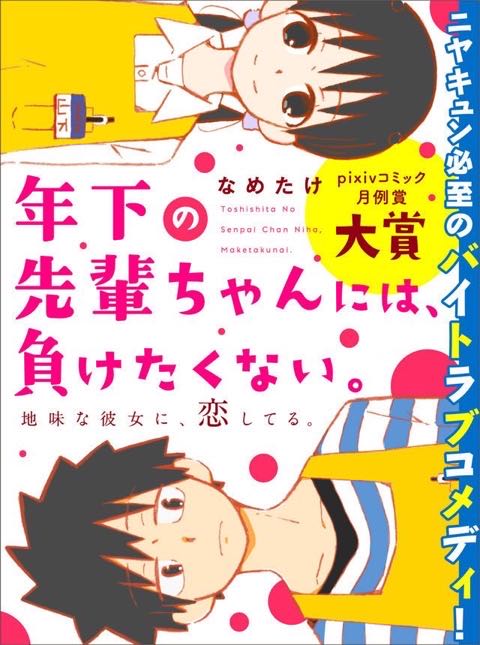 ニヤキュン必至のバイトラブコメディ!
山下
なめたけ
pixivコミック
月例賞
大賞
年下の
Toshishita No
Senpai Chan Niha,
Maketakunai.
先輩ちゃんには、
負けたくない。
地味な彼女に、恋してる。